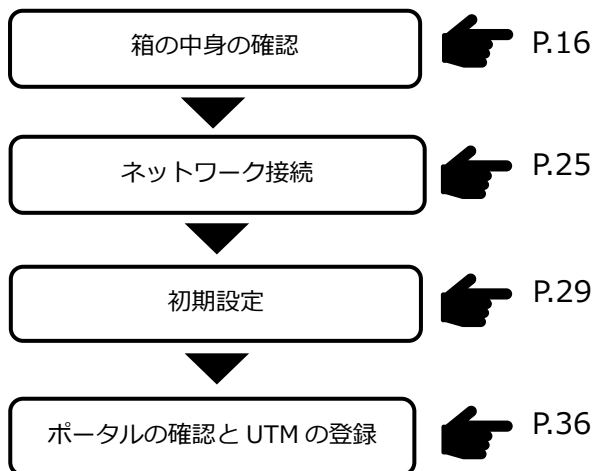 箱の中身の確認
P.16
ネットワーク接続
P.25
初期設定
P.29
ポータルの確認と UTM の登録
P.36